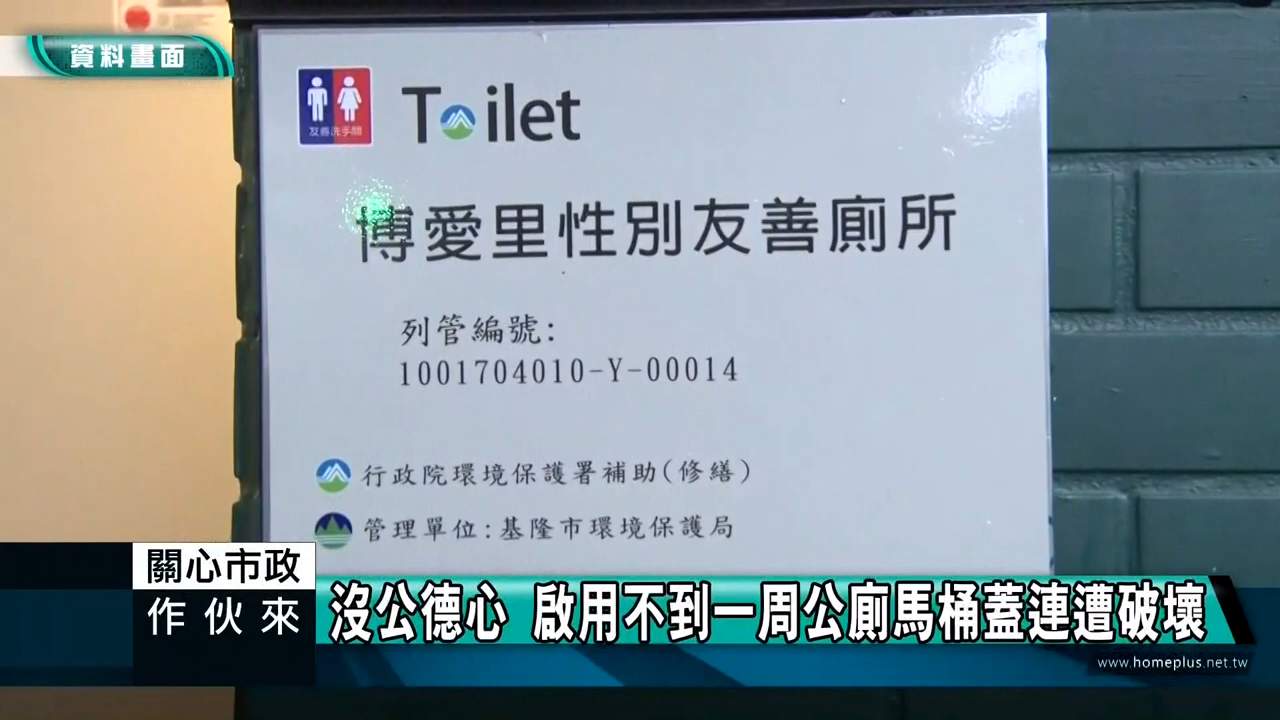 資料畫面
友善洗手間
Toilet
博愛里性別友善廁所
列管編號:
1001704010-Y-00014
行政院環境保護署補助(修繕)
管理單位:基隆市環境保護局
關心市政
作伙來
沒公德心 啟用不到一周公廁馬桶蓋連遭破壞
www.homeplus.net.tw